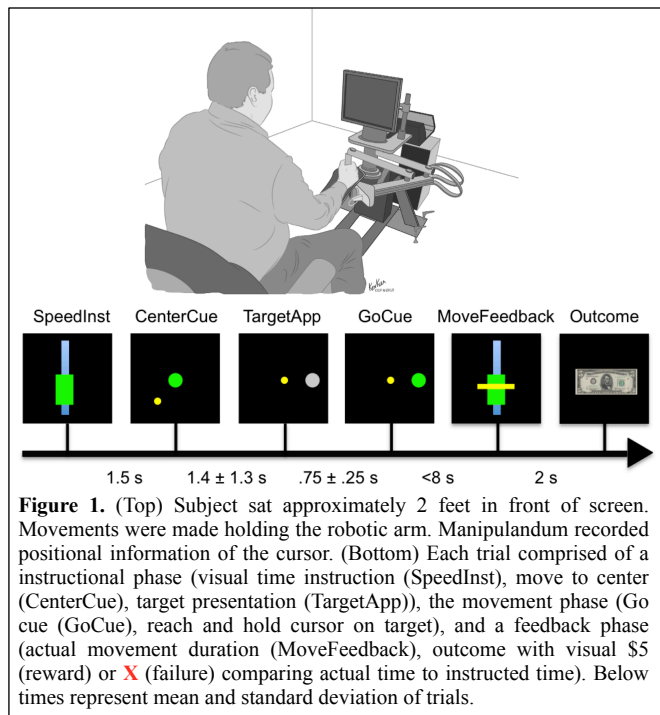 SpeedInst CenterCue TargetApp GoCue MoveFeedback Outcome
1.5 s 1.4 ± 1.3 s .75 ± .25 s <8 s 2 s
Figure 1. (Top) Subject sat approximately 2 feet in front of screen.
Movements were made holding the robotic arm. Manipulandum recorded
positional information of the cursor. (Bottom) Each trial comprised of a
instructional phase (visual time instruction (SpeedInst), move to center
(CenterCue), target presentation (TargetApp)), the movement phase (Go
cue (GoCue), reach and hold cursor on target), and a feedback phase
(actual movement duration (MoveFeedback), outcome with visual $5
(reward) or X (failure) comparing actual time to instructed time). Below
times represent mean and standard deviation of trials.